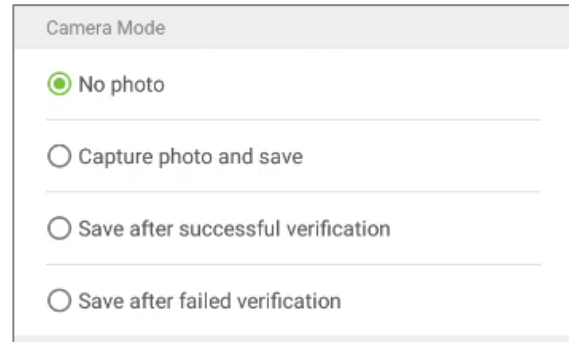 Camera Mode
No photo
Capture photo and save
Save after successful verification
Save after failed verification